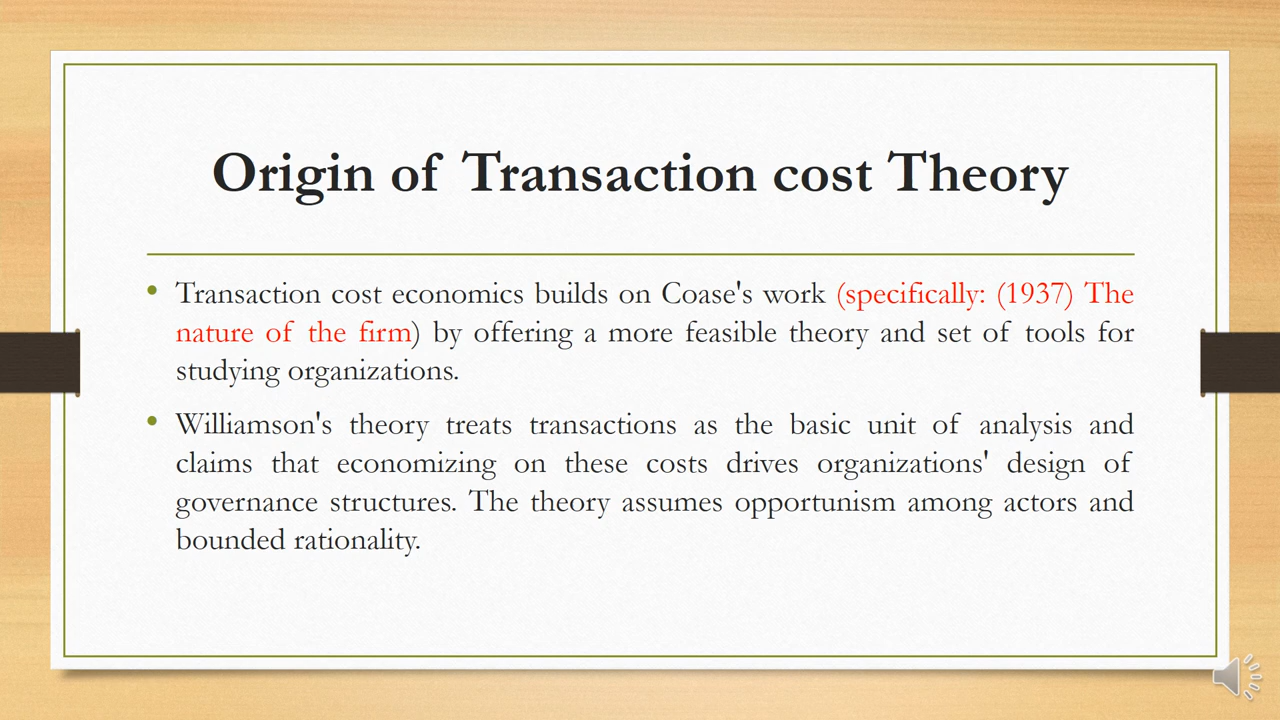 Origin of Transaction cost Theory
• Transaction cost economics builds on Coase's work (specifically: (1937) The
nature of the firm) by offering a more feasible theory and set of tools for
studying organizations.
• Williamson's theory treats transactions as the basic unit of analysis and
claims that economizing on these costs drives organizations' design of
governance structures. The theory assumes opportunism among actors and
bounded rationality.